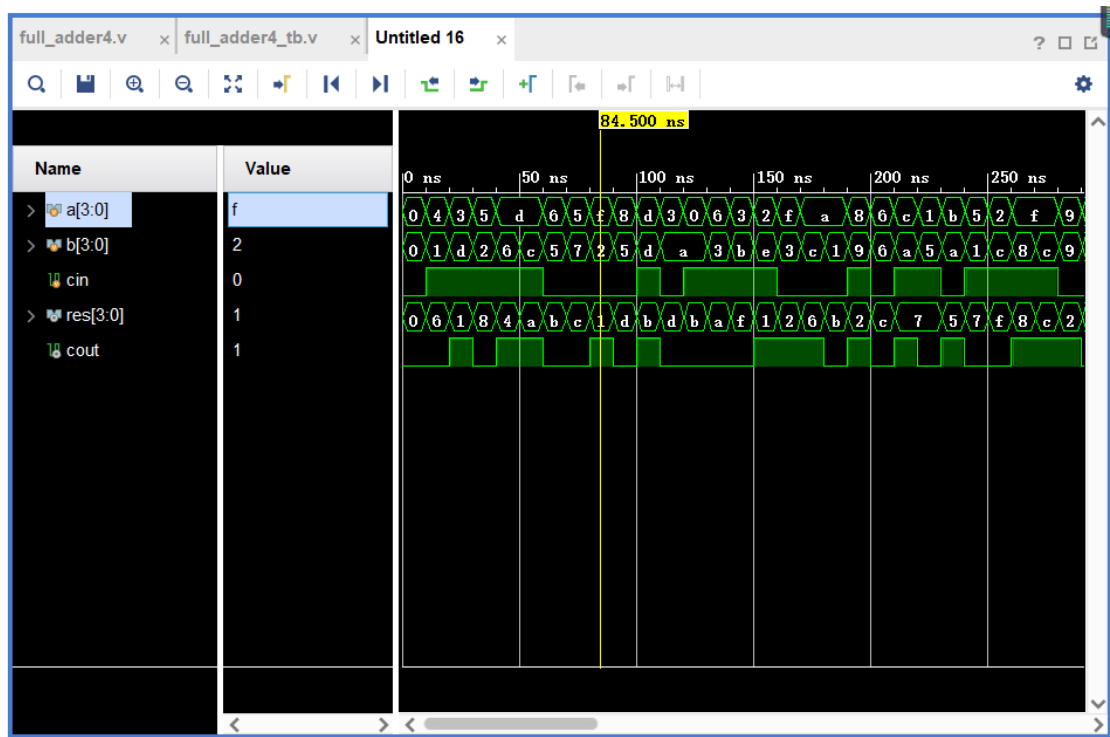 full_adder4.v × full_adder4_tb.v × Untitled 16 ×
?
84.500 ns
Name Value
0 ns 50 ns 100 ns 150 ns 200 ns 250 ns
> a[3:0] f 0 4 3 5 d 6 5 f 8 d 3 0 6 3 2 f a 8 6 c 1 b 5 2 f 9
> b[3:0] 2 0 1 d 2 6 c 5 7 2 5 d a 3 b e 3 c 1 9 6 a 5 a 1 c 8 c 9
cin 0
> res[3:0] 1 0 6 1 8 4 a b c 1 d b d b a f 1 2 6 b 2 c 7 5 7 f 8 c 2
cout 1